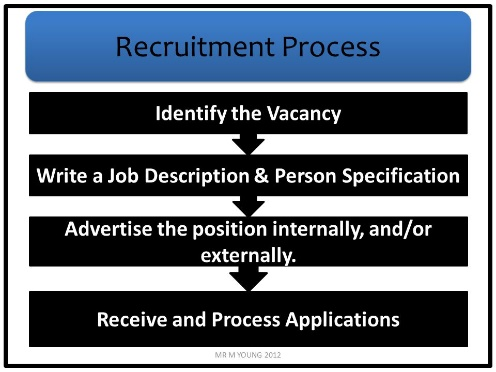 Recruitment Process
Identify the Vacancy
Write a Job Description & Person Specification
Advertise the position internally, and/or
externally.
Receive and Process Applications
MR M YOUNG 2012